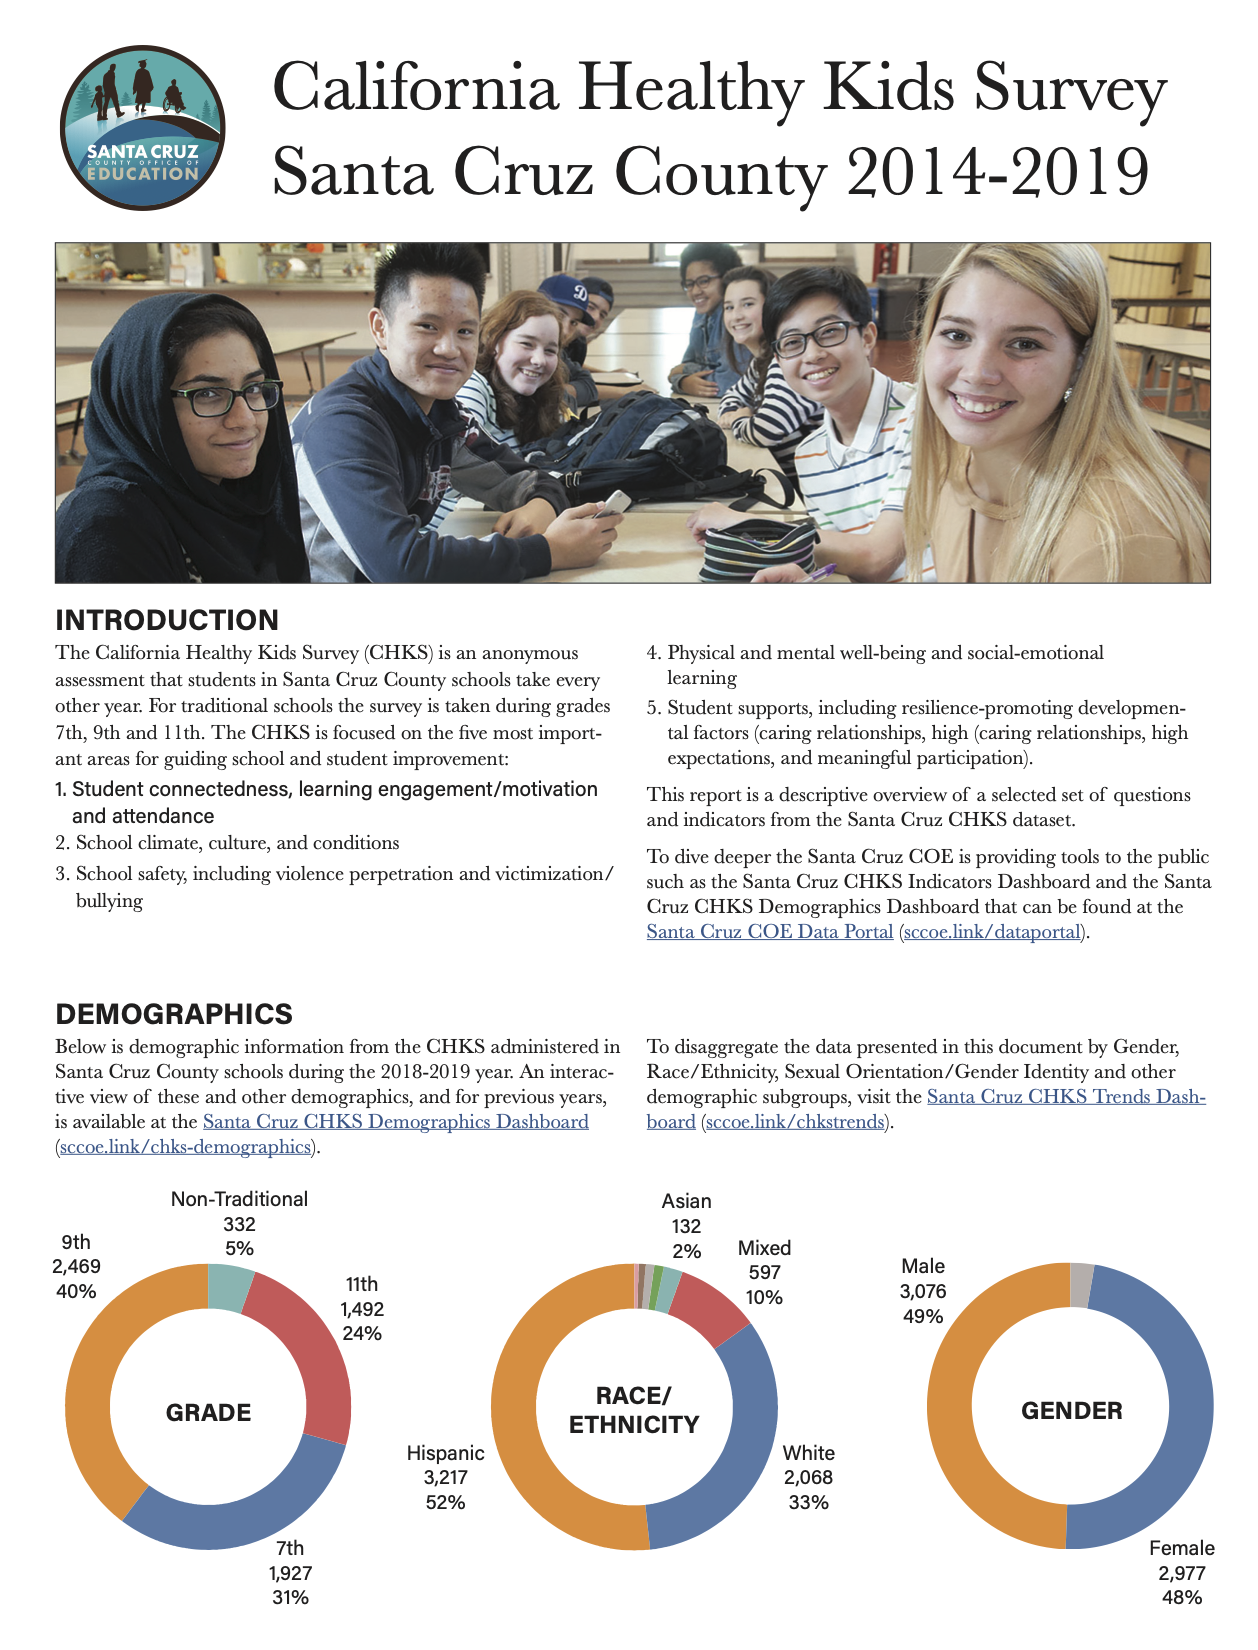 SANTA CRUZ
COUNTY OFFICE OF
EDUCATION
California Healthy Kids Survey
Santa Cruz County 2014-2019
D
INTRODUCTION
The California Healthy Kids Survey (CHKS) is an anonymous
assessment that students in Santa Cruz County schools take every
other year. For traditional schools the survey is taken during grades
7th, 9th and 11th. The CHKS is focused on the five most import-
ant areas for guiding school and student improvement:
1. Student connectedness, learning engagement/motivation
and attendance
2. School climate, culture, and conditions
3. School safety, including violence perpetration and victimization/
bullying
4. Physical and mental well-being and social-emotional
learning
5. Student supports, including resilience-promoting developmen-
tal factors (caring relationships, high (caring relationships, high
expectations, and meaningful participation).
This report is a descriptive overview of a selected set of questions
and indicators from the Santa Cruz CHKS dataset.
To dive deeper the Santa Cruz COE is providing tools to the public
such as the Santa Cruz CHKS Indicators Dashboard and the Santa
Cruz CHKS Demographics Dashboard that can be found at the
Santa Cruz COE Data Portal (sccoe.link/dataportal).
DEMOGRAPHICS
Below is demographic information from the CHKS administered in
Santa Cruz County schools during the 2018-2019 year. An interac-
tive view of these and other demographics, and for previous years,
is available at the Santa Cruz CHKS Demographics Dashboard
(sccoe.link/chks-demographics).
To disaggregate the data presented in this document by Gender,
Race/Ethnicity, Sexual Orientation/Gender Identity and other
demographic subgroups, visit the Santa Cruz CHKS Trends Dash-
board (sccoe.link/chkstrends).
Non-Traditional
332
5%
9th
2,469
40%
11th
1,492
24%
GRADE
7th
1,927
31%
Asian
132
2%
Mixed
597
10%
RACE/
ETHNICITY
Hispanic
3,217
52%
White
2,068
33%
Male
3,076
49%
GENDER
Female
2,977
48%